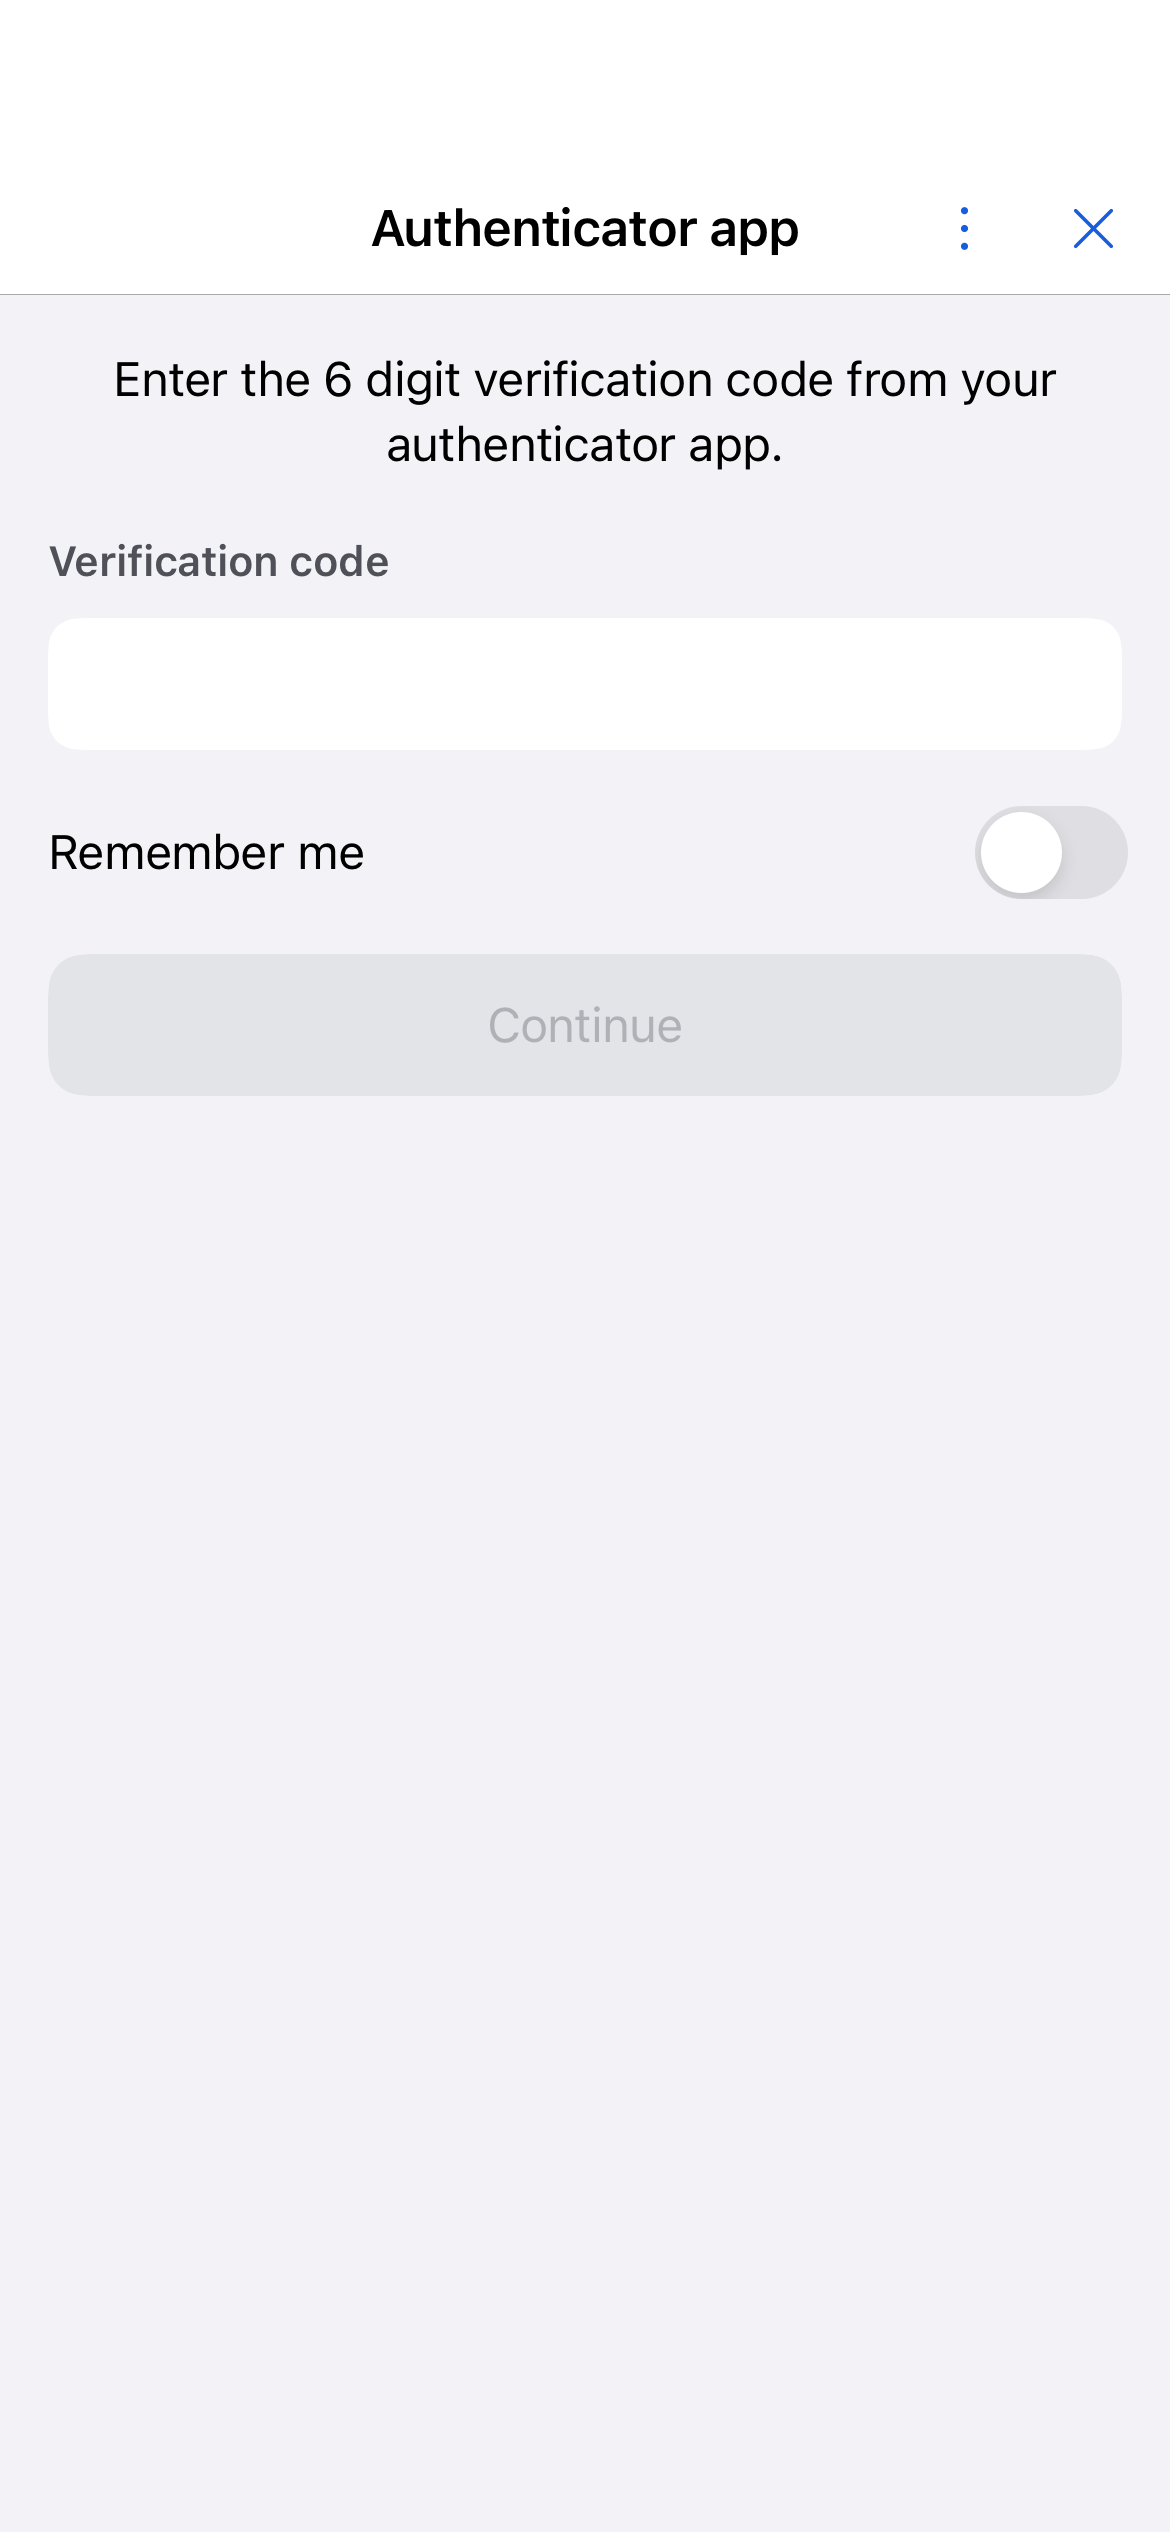 Authenticator app
Enter the 6 digit verification code from your
authenticator app.
Verification code
Remember me
Continue